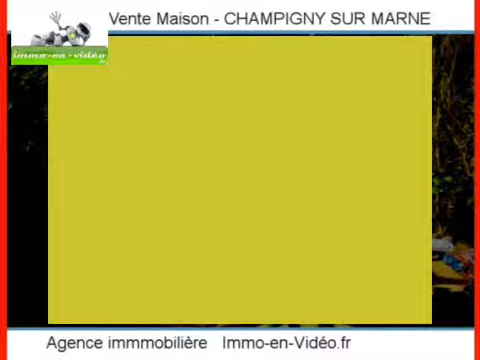 Vente Maison - CHAMPIGNY SUR MARNE
immo-en-vidéo
Agence immmobilière Immo-en-Vidéo.fr